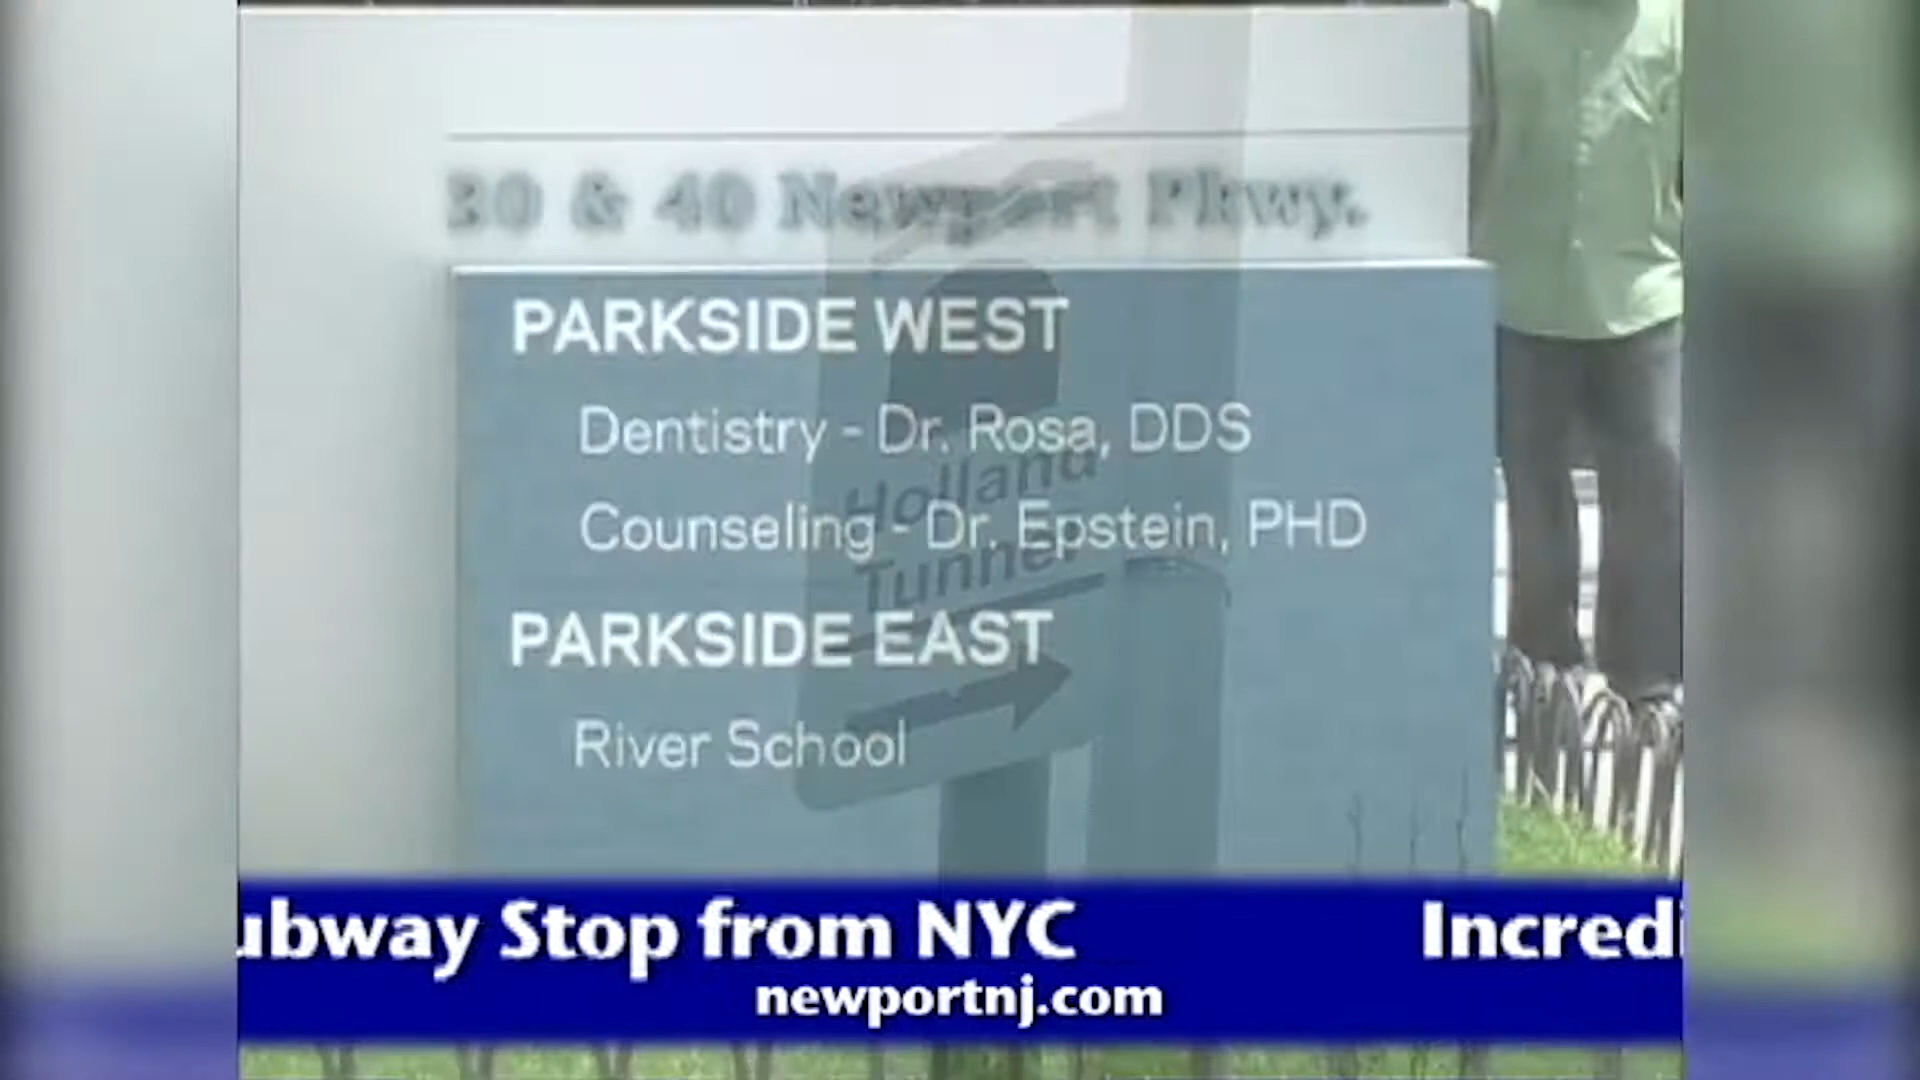 30 & 40 Newport Pkwy.
PARKSIDE WEST
Dentistry - Dr. Rosa, DDS
Counseling - Dr. Epstein, PHD
Holland
Tunnel
PARKSIDE EAST
River School
ubway Stop from NYC Incredi
newportnj.com